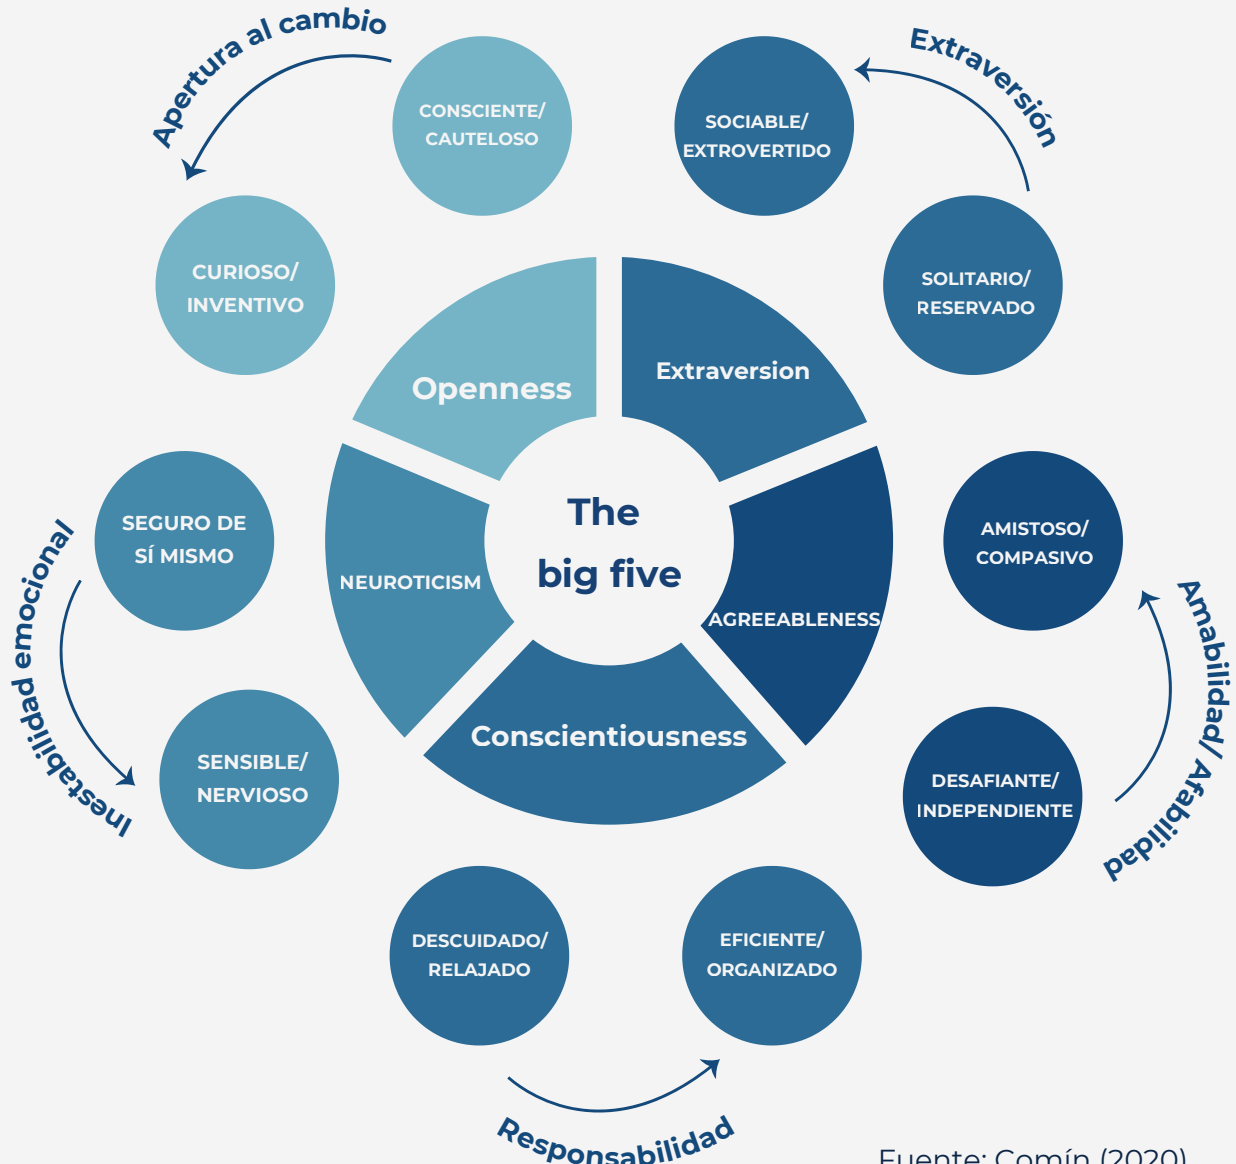 Apertura al cambio
Extraversión
CONSCIENTE/
CAUTELOSO
SOCIABLE/
EXTROVERTIDO
CURIOSO/
INVENTIVO
SOLITARIO/
RESERVADO
Openness
Extraversion
The
big five
NEUROTICISM
AGREEABLENESS
Conscientiousness
SEGURO DE
SÍ MISMO
AMISTOSO/
COMPASIVO
Inestabilidad emocional
Amabilidad/ Afabilidad
SENSIBLE/
NERVIOSO
DESAFIANTE/
INDEPENDIENTE
DESCUIDADO/
RELAJADO
EFICIENTE/
ORGANIZADO
Responsabilidad
Fuente: Comín (2020)